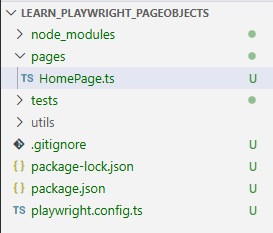 LEARN_PLAYWRIGHT_PAGEOBJECTS
node_modules
pages
TS HomePage.ts U
tests
utils
.gitignore U
package-lock.json U
package.json U
TS playwright.config.ts U